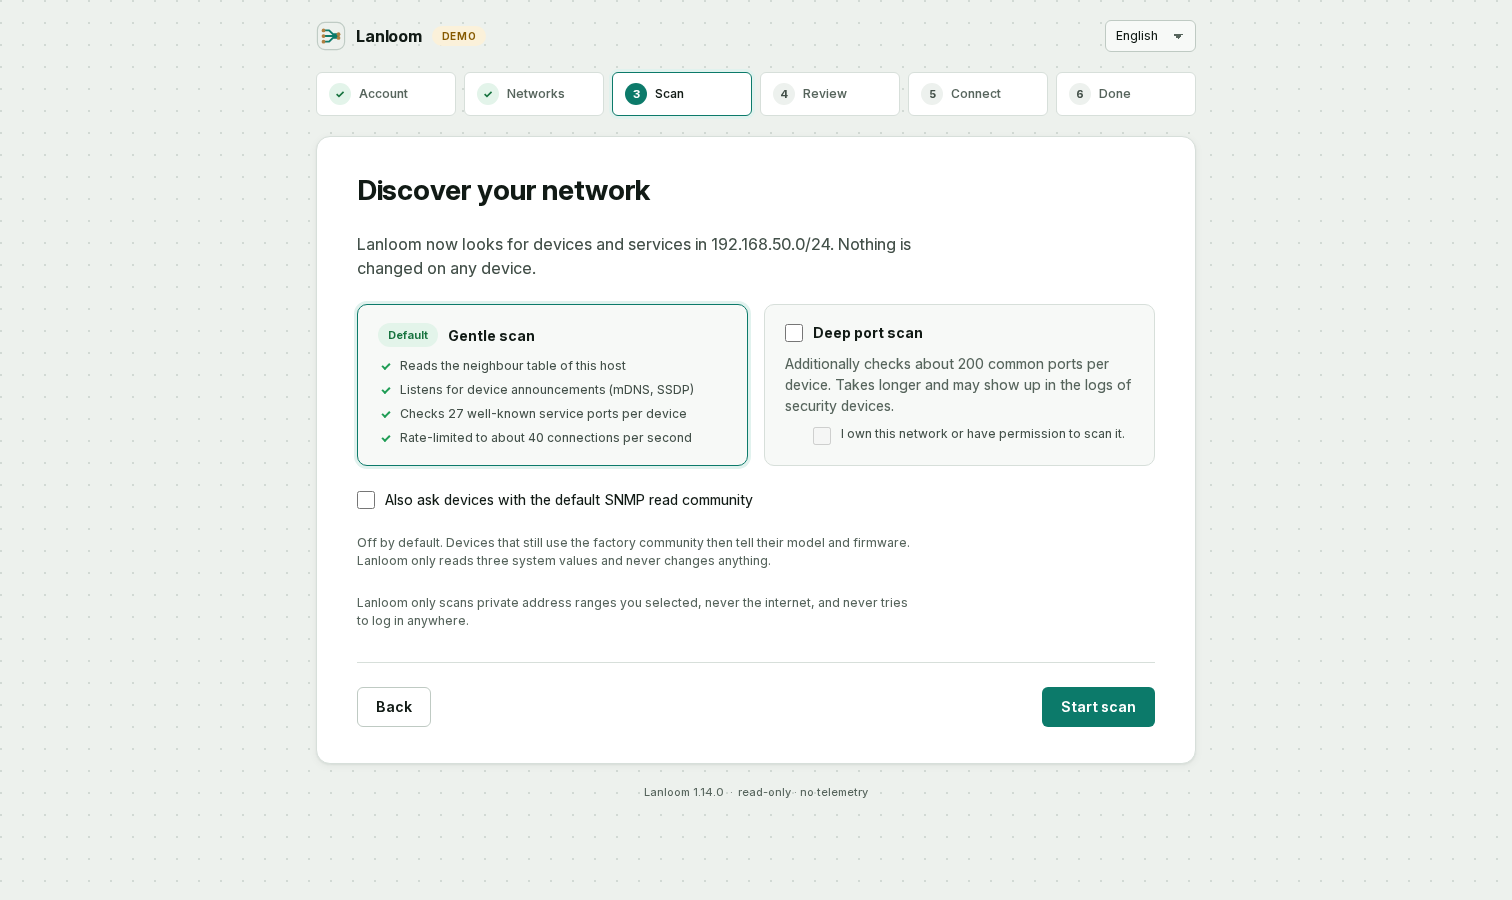 Lanloom DEMO
English
Account
Networks
3 Scan
4 Review
5 Connect
6 Done
Discover your network
Lanloom now looks for devices and services in 192.168.50.0/24. Nothing is
changed on any device.
Default Gentle scan
Reads the neighbour table of this host
Listens for device announcements (mDNS, SSDP)
Checks 27 well-known service ports per device
Rate-limited to about 40 connections per second
Deep port scan
Additionally checks about 200 common ports per
device. Takes longer and may show up in the logs of
security devices.
I own this network or have permission to scan it.
Also ask devices with the default SNMP read community
Off by default. Devices that still use the factory community then tell their model and firmware.
Lanloom only reads three system values and never changes anything.
Lanloom only scans private address ranges you selected, never the internet, and never tries
to log in anywhere.
Back
Start scan
Lanloom 1.14.0 · read-only · no telemetry